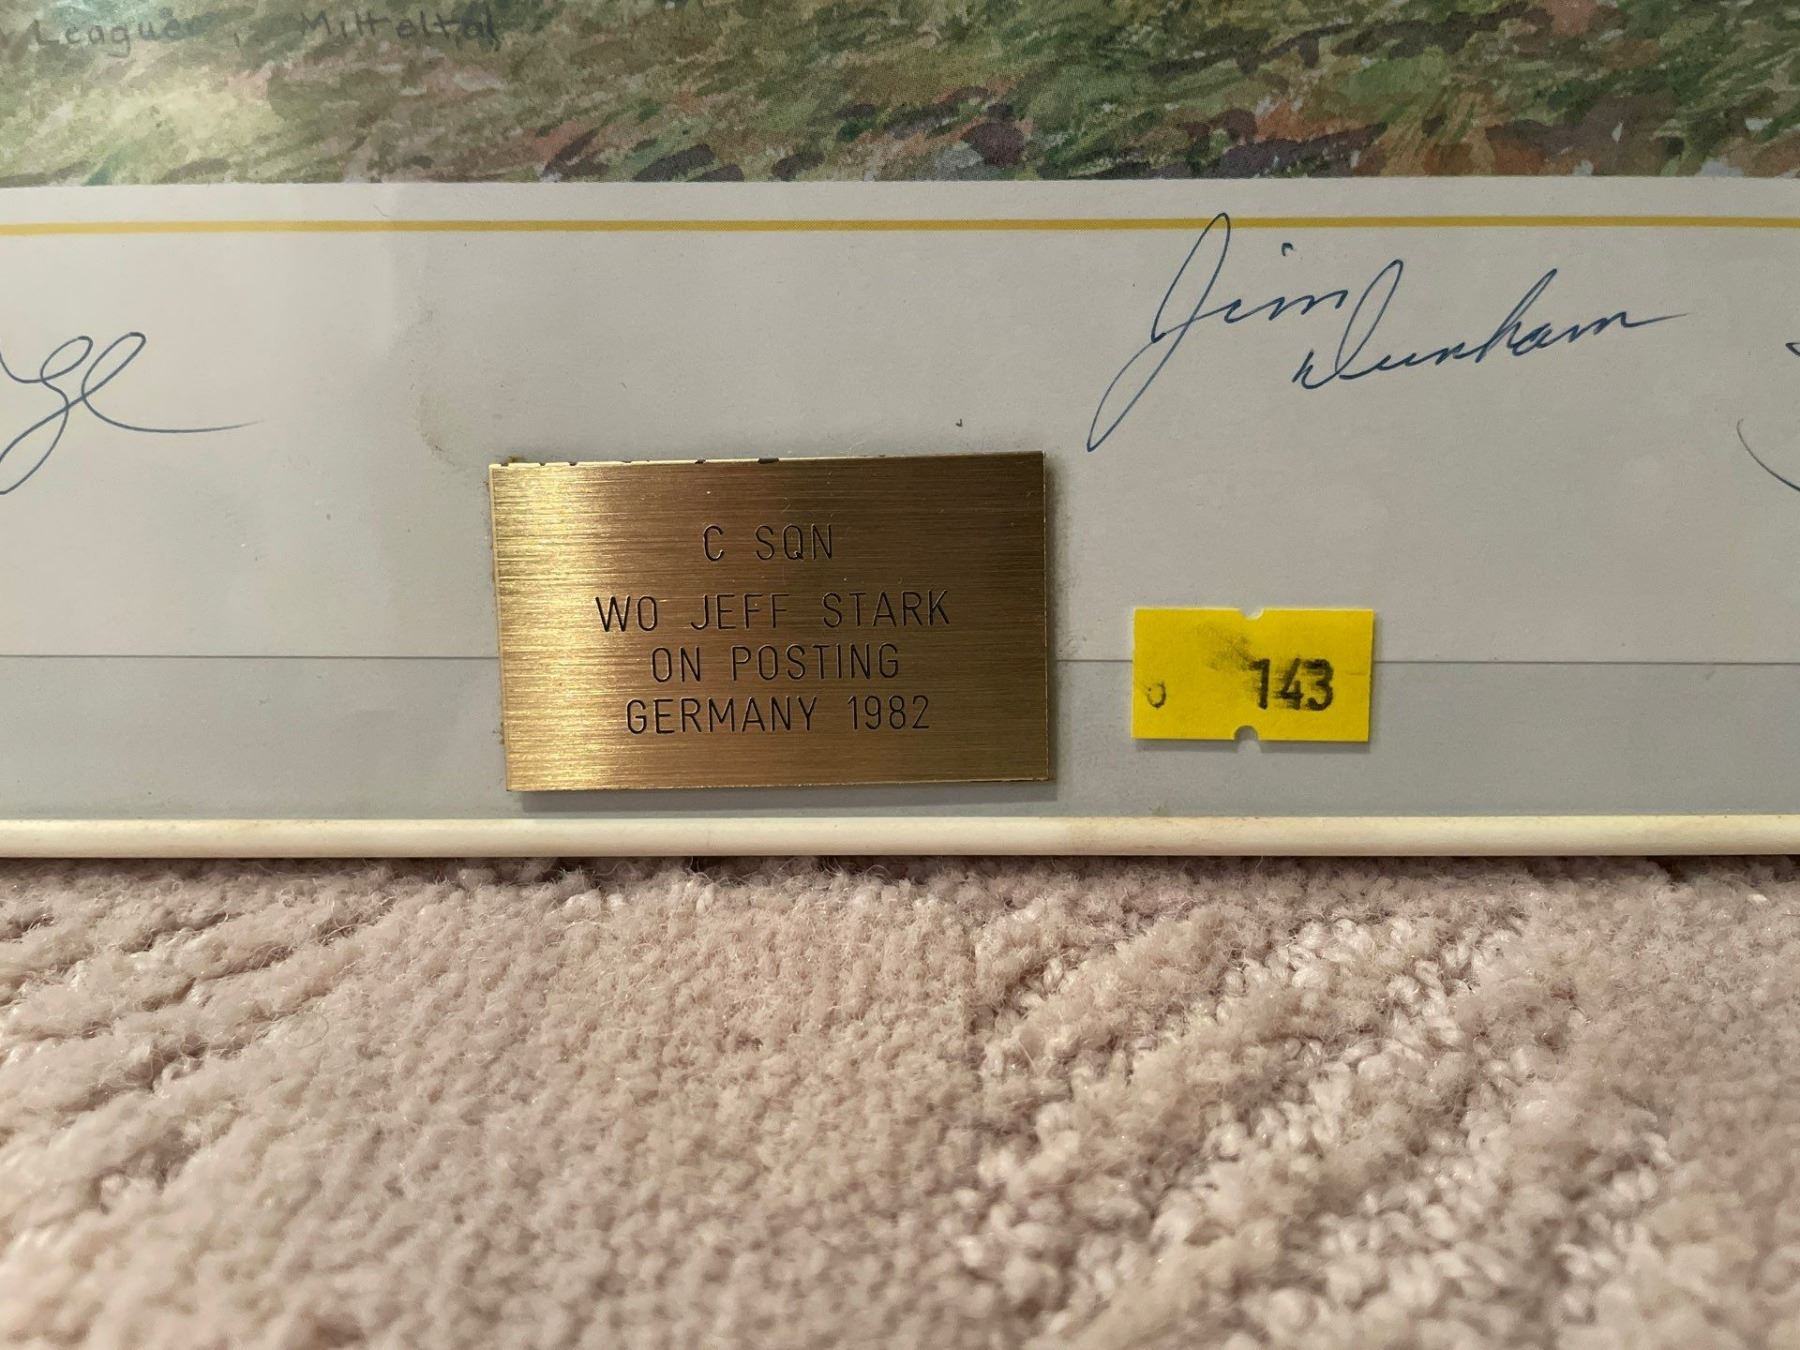 Leaguer, Mitteltal
Jim
Dunham
C SQN
WO JEFF STARK
ON POSTING
GERMANY 1982
143